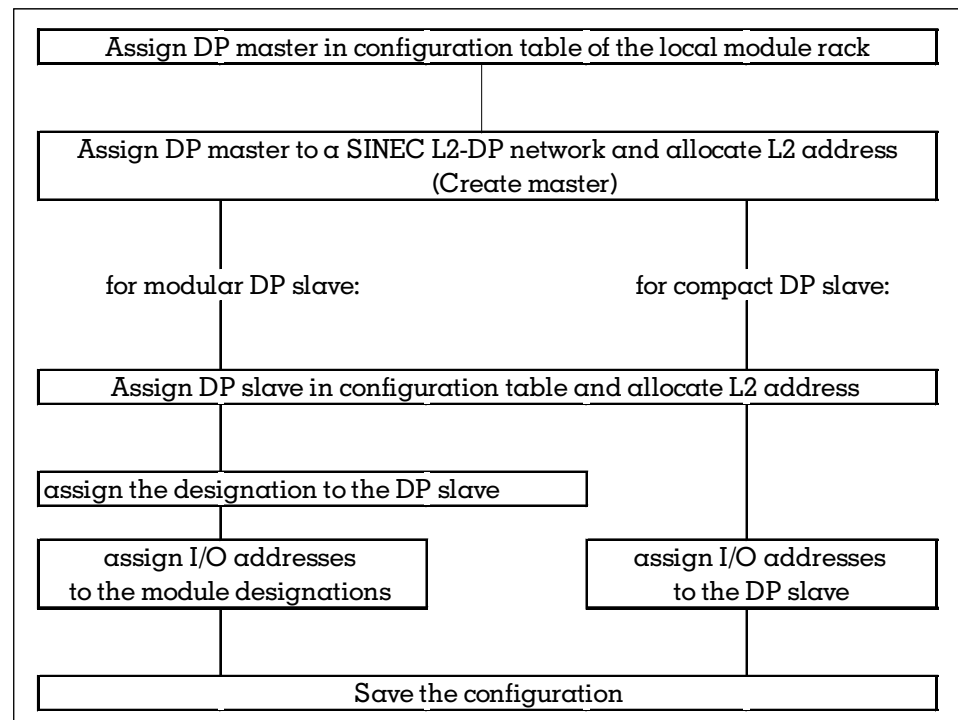 Assign DP master in configuration table of the local module rack
Assign DP master to a SINEC L2-DP network and allocate L2 address
(Create master)
for modular DP slave:
for compact DP slave:
Assign DP slave in configuration table and allocate L2 address
assign the designation to the DP slave
assign I/O addresses
to the module designations
assign I/O addresses
to the DP slave
Save the configuration